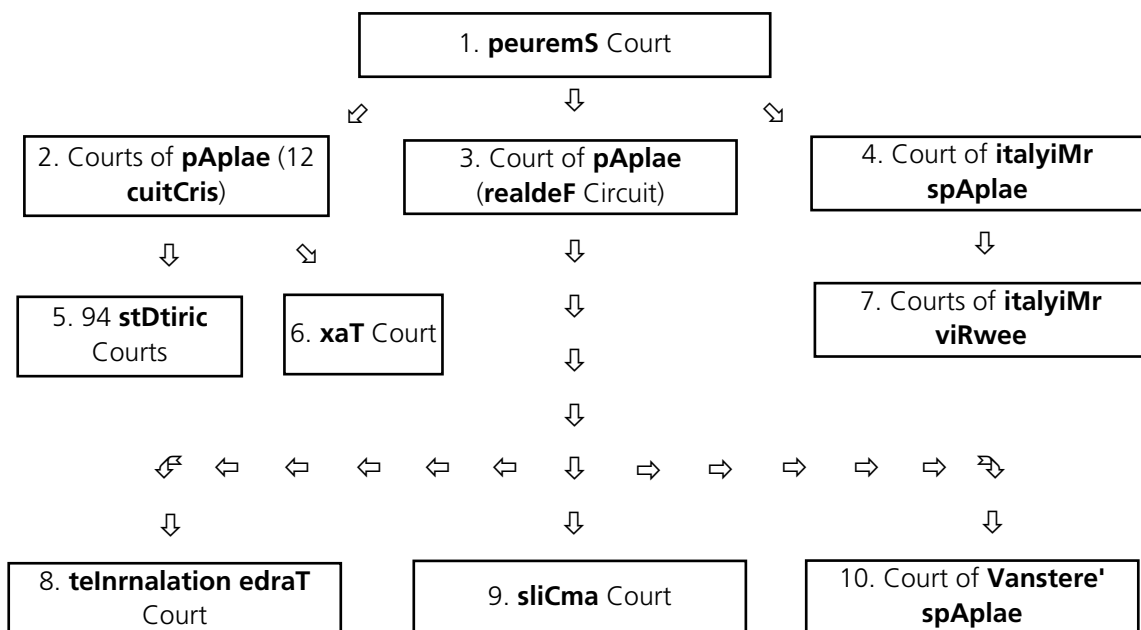 1. peuremS Court
2. Courts of pAplae (12
cuitCris)
3. Court of pAplae
(realdeF Circuit)
4. Court of italyiMr
spAplae
5. 94 stDtiric
Courts
6. xaT Court
7. Courts of italyiMr
viRwee
8. teInrnalation edraT
Court
9. sliCma Court
10. Court of Vanstere'
spAplae